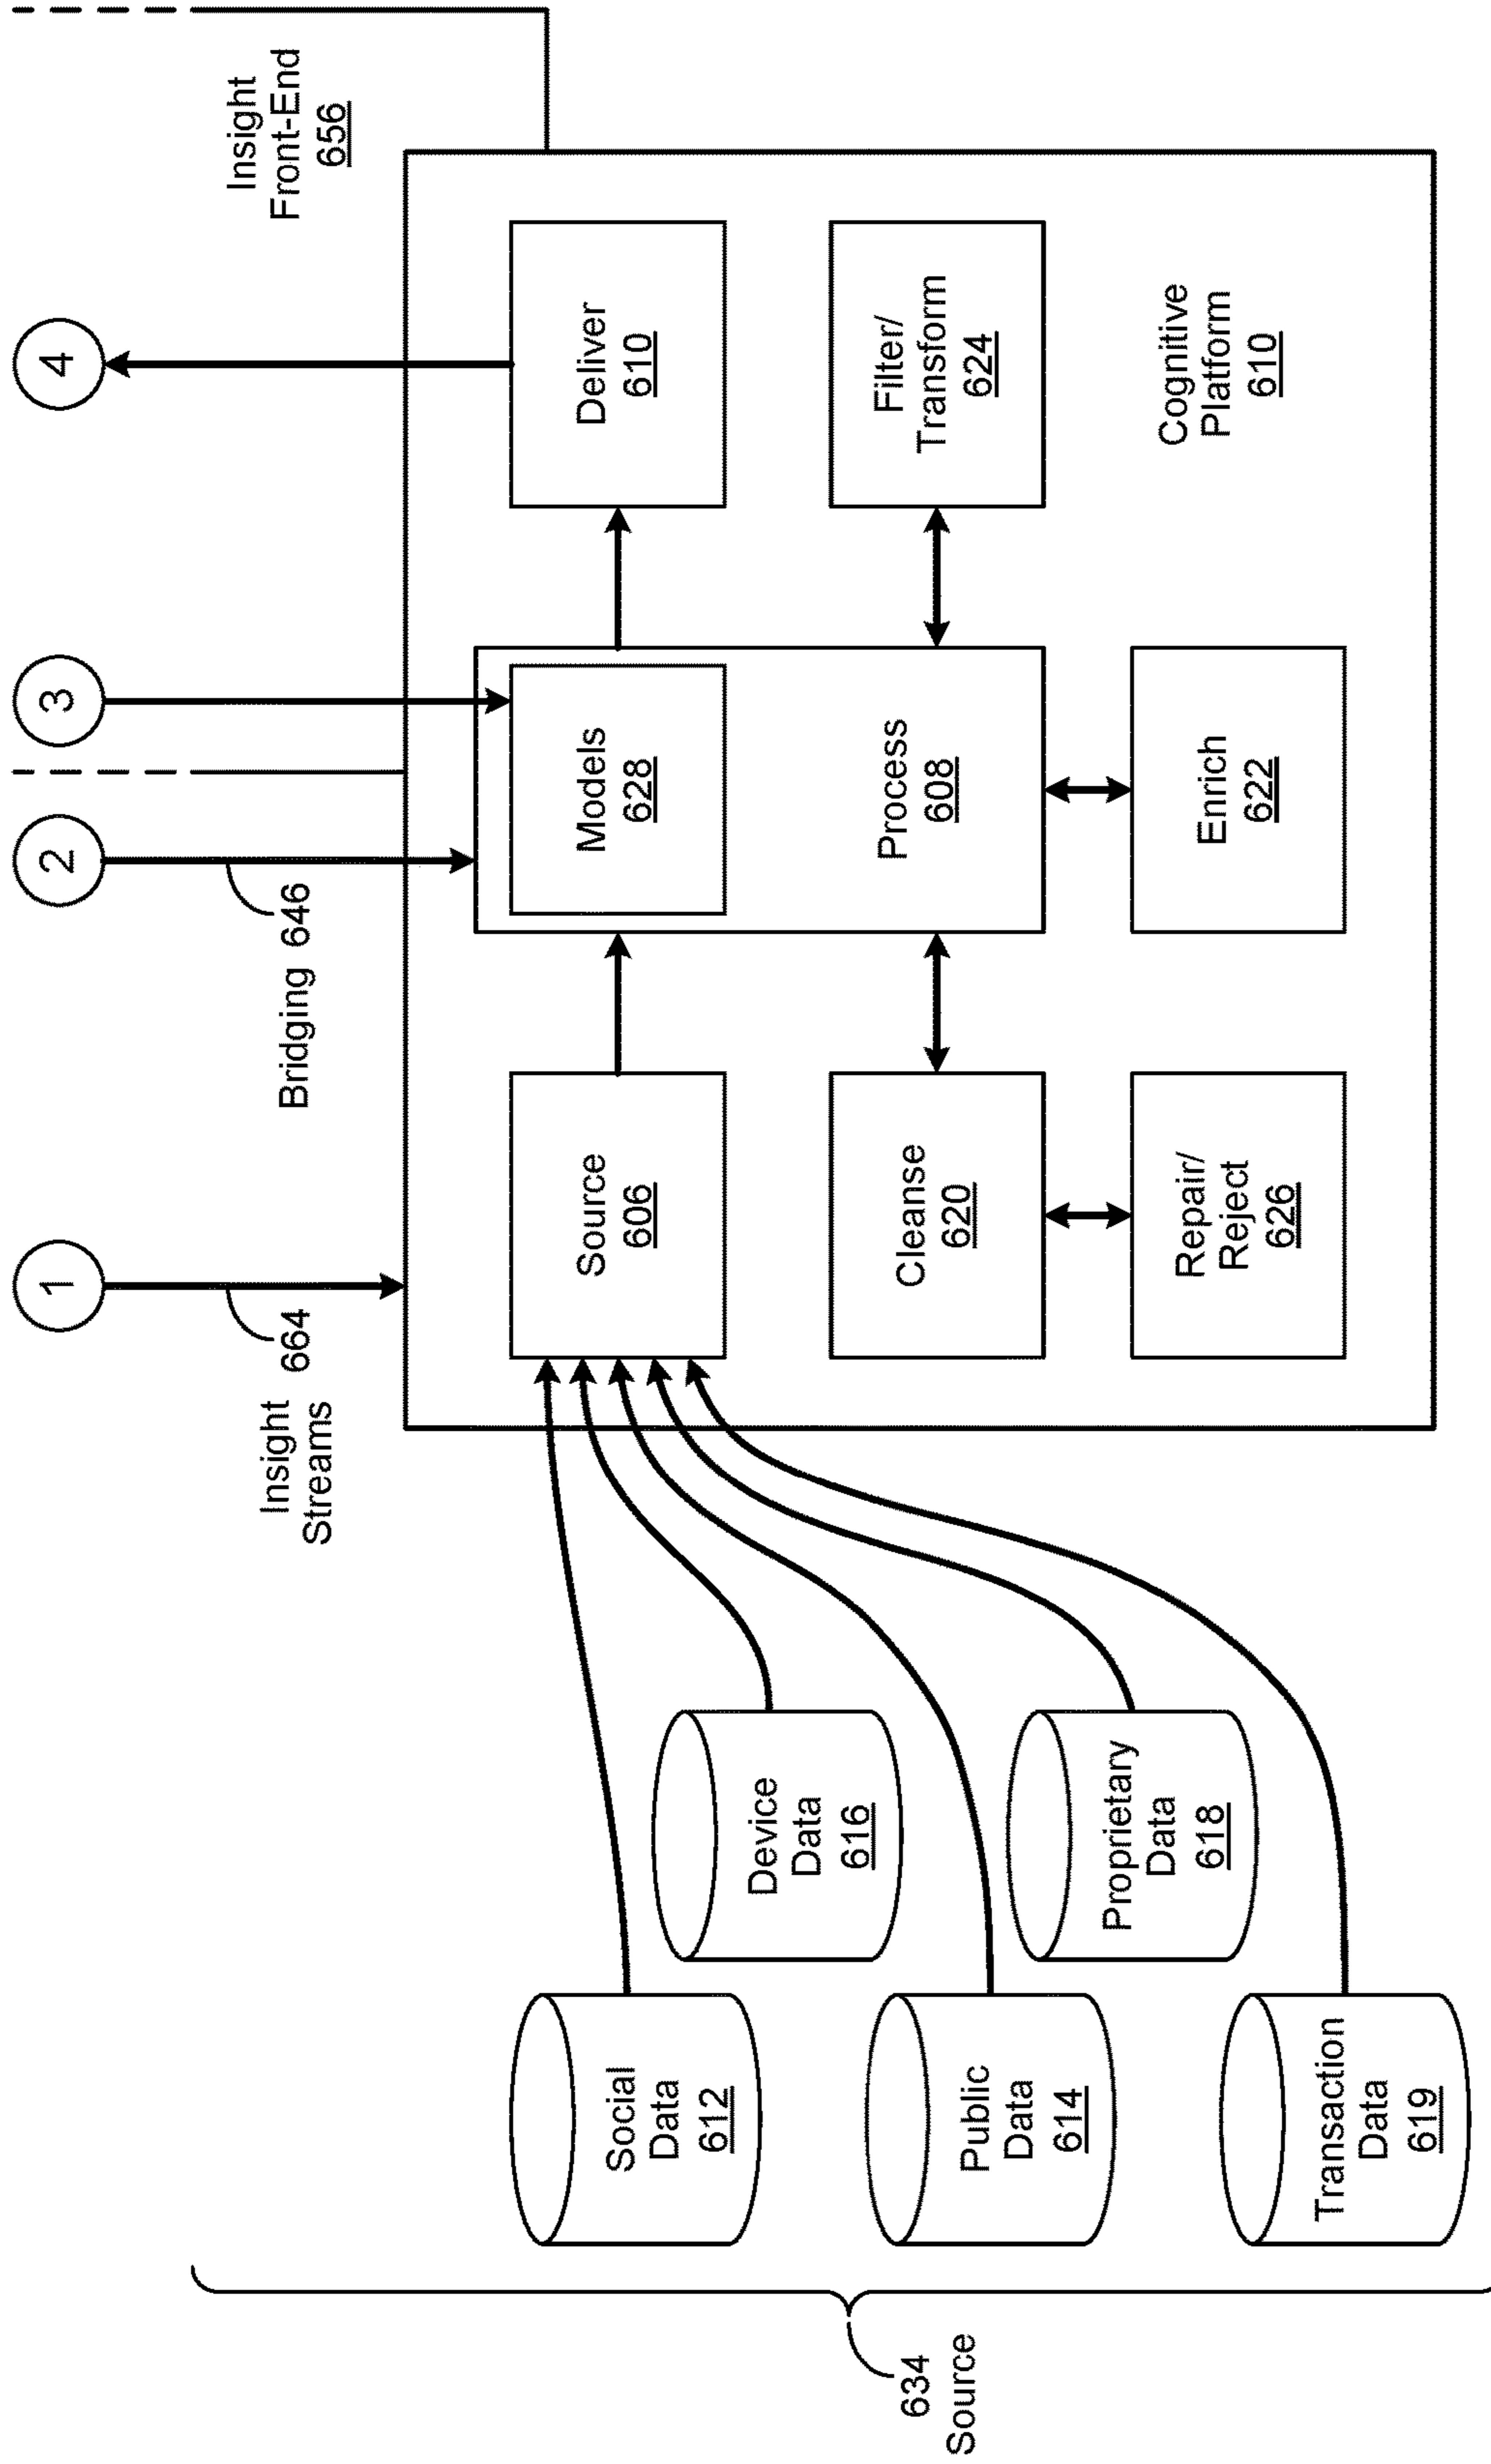 1
2
3
4
Insight
Streams
664
Bridging 646
Insight
Front-End
656
Source
606
Models
628
Process
608
Deliver
610
Cleanse
620
Filter/
Transform
624
Repair/
Reject
626
Enrich
622
Cognitive
Platform
610
Social
Data
612
Device
Data
616
Public
Data
614
Proprietary
Data
618
Transaction
Data
619
634
Source